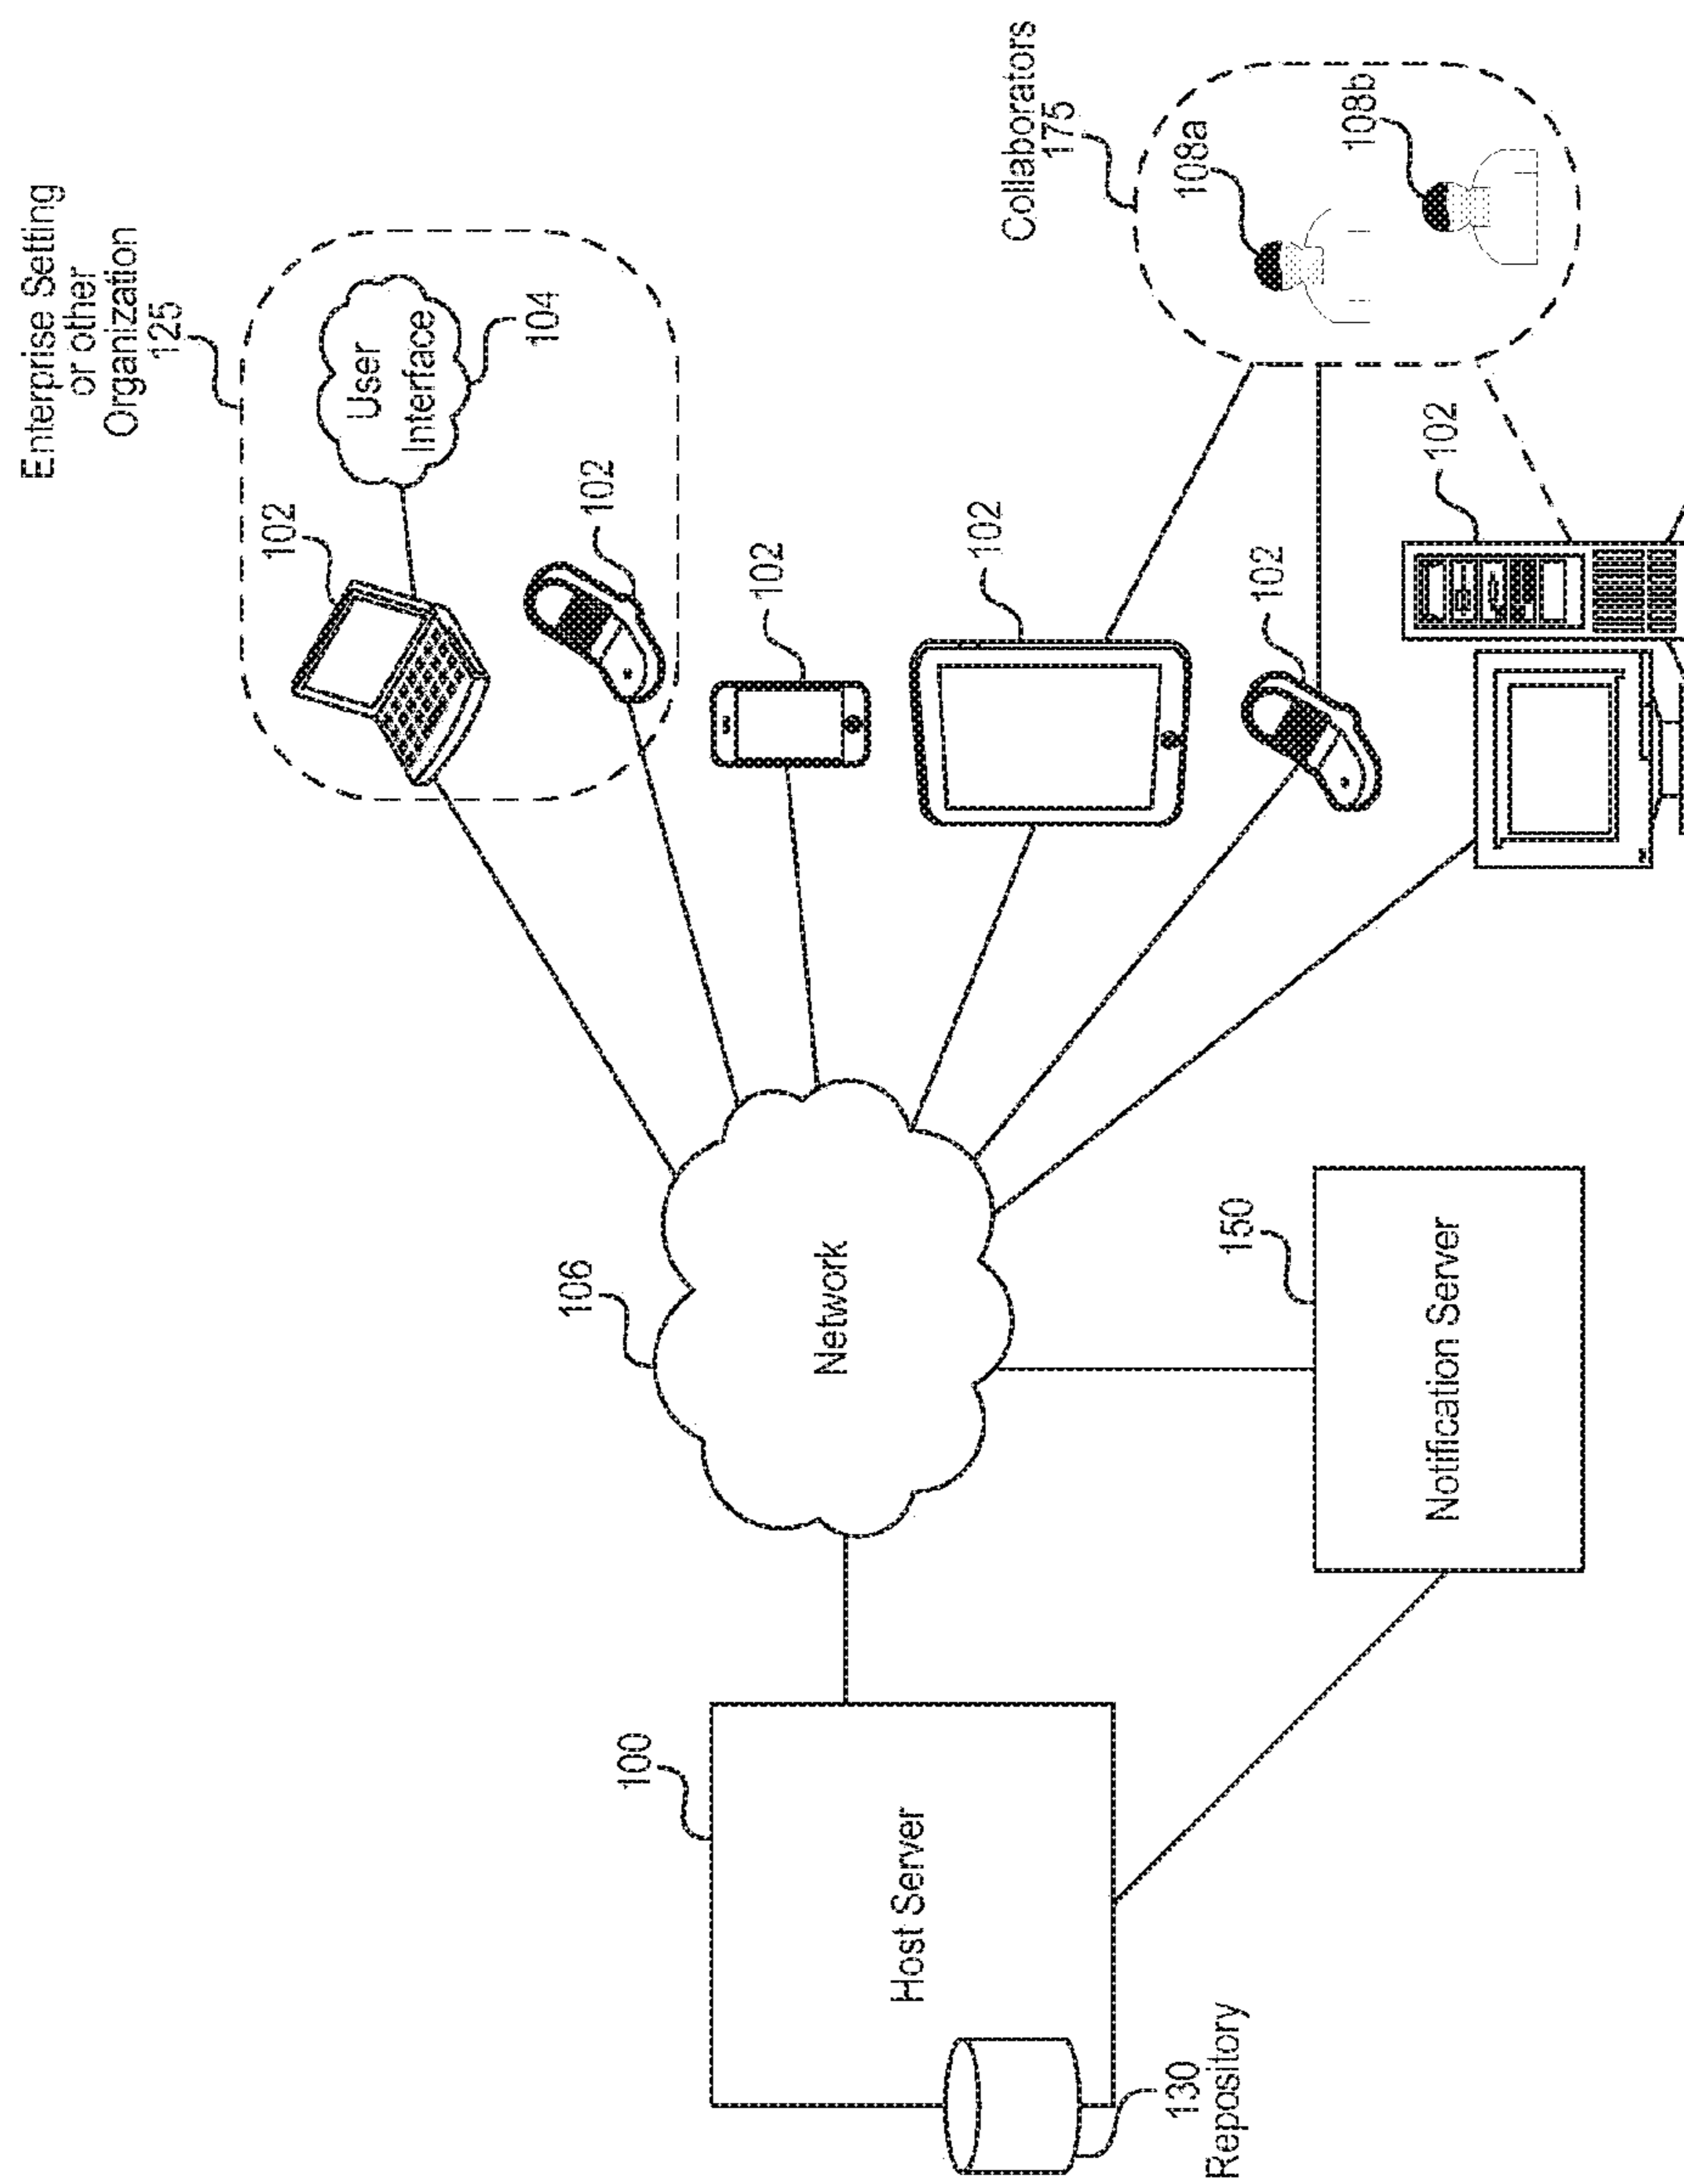 Enterprise Setting
or other
Organization
125
102
User
Interface
104
102
102
102
102
102
Collaborators
175
108a
108b
106
Network
100
Host Server
130
Repository
150
Notification Server